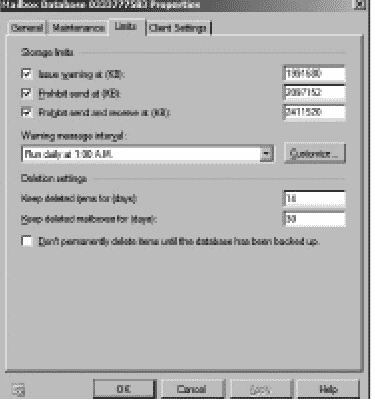 Mailbox Database 0333777583 Properties
General Maintenance Limits Client Settings
Storage limits
Issue warning at (KB): 1991680
Prohibit send at (KB): 2097152
Prohibit send and receive at (KB): 2411520
Warning message interval:
Run daily at 1:00 A.M. Customize...
Deletion settings
Keep deleted items for (days): 14
Keep deleted mailboxes for (days): 30
Don't permanently delete items until the database has been backed up.
OK Cancel Apply Help